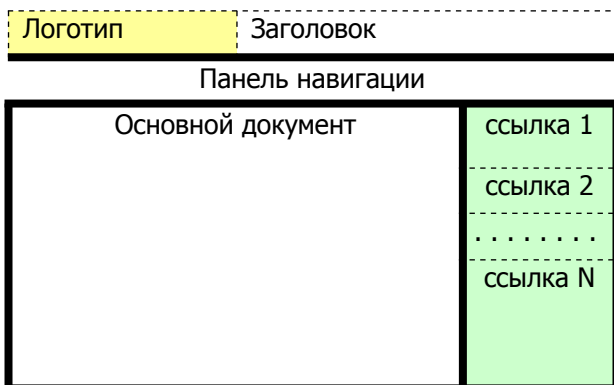 Логотип Заголовок
Панель навигации
Основной документ
ссылка 1
ссылка 2
. . . . . . . .
ссылка N